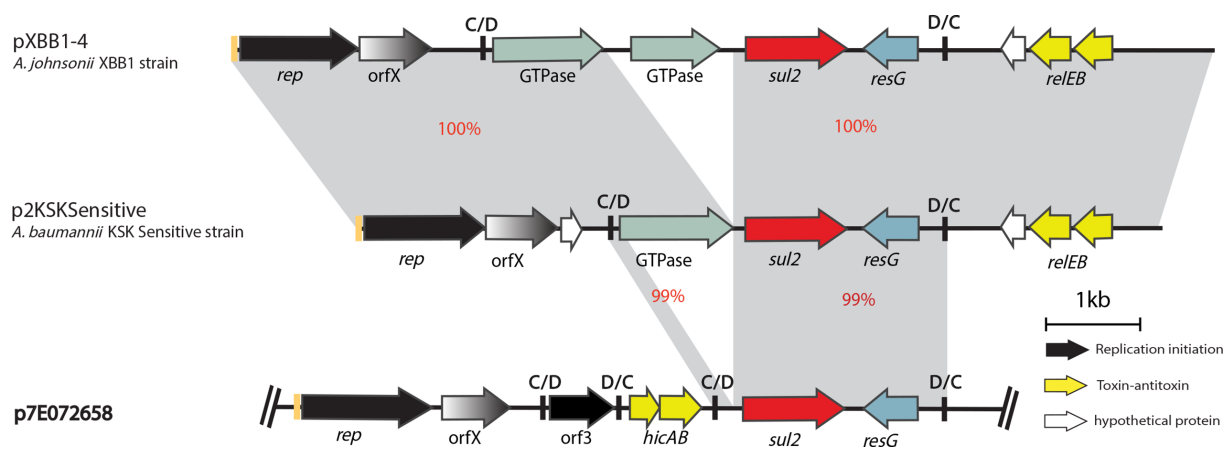 C/D D/C
pXBB1-4
A. johnsonii XBB1 strain
rep orfX GTPase GTPase sul2 resG relEB
100% 100%
C/D D/C
p2KSKSensitive
A. baumannii KSK Sensitive strain
rep orfX GTPase sul2 resG relEB
99% 99%
1kb
Replication initiation
Toxin-antitoxin
hypothetical protein
C/D D/C C/D D/C
p7E072658
rep orfX orf3 hicAB sul2 resG